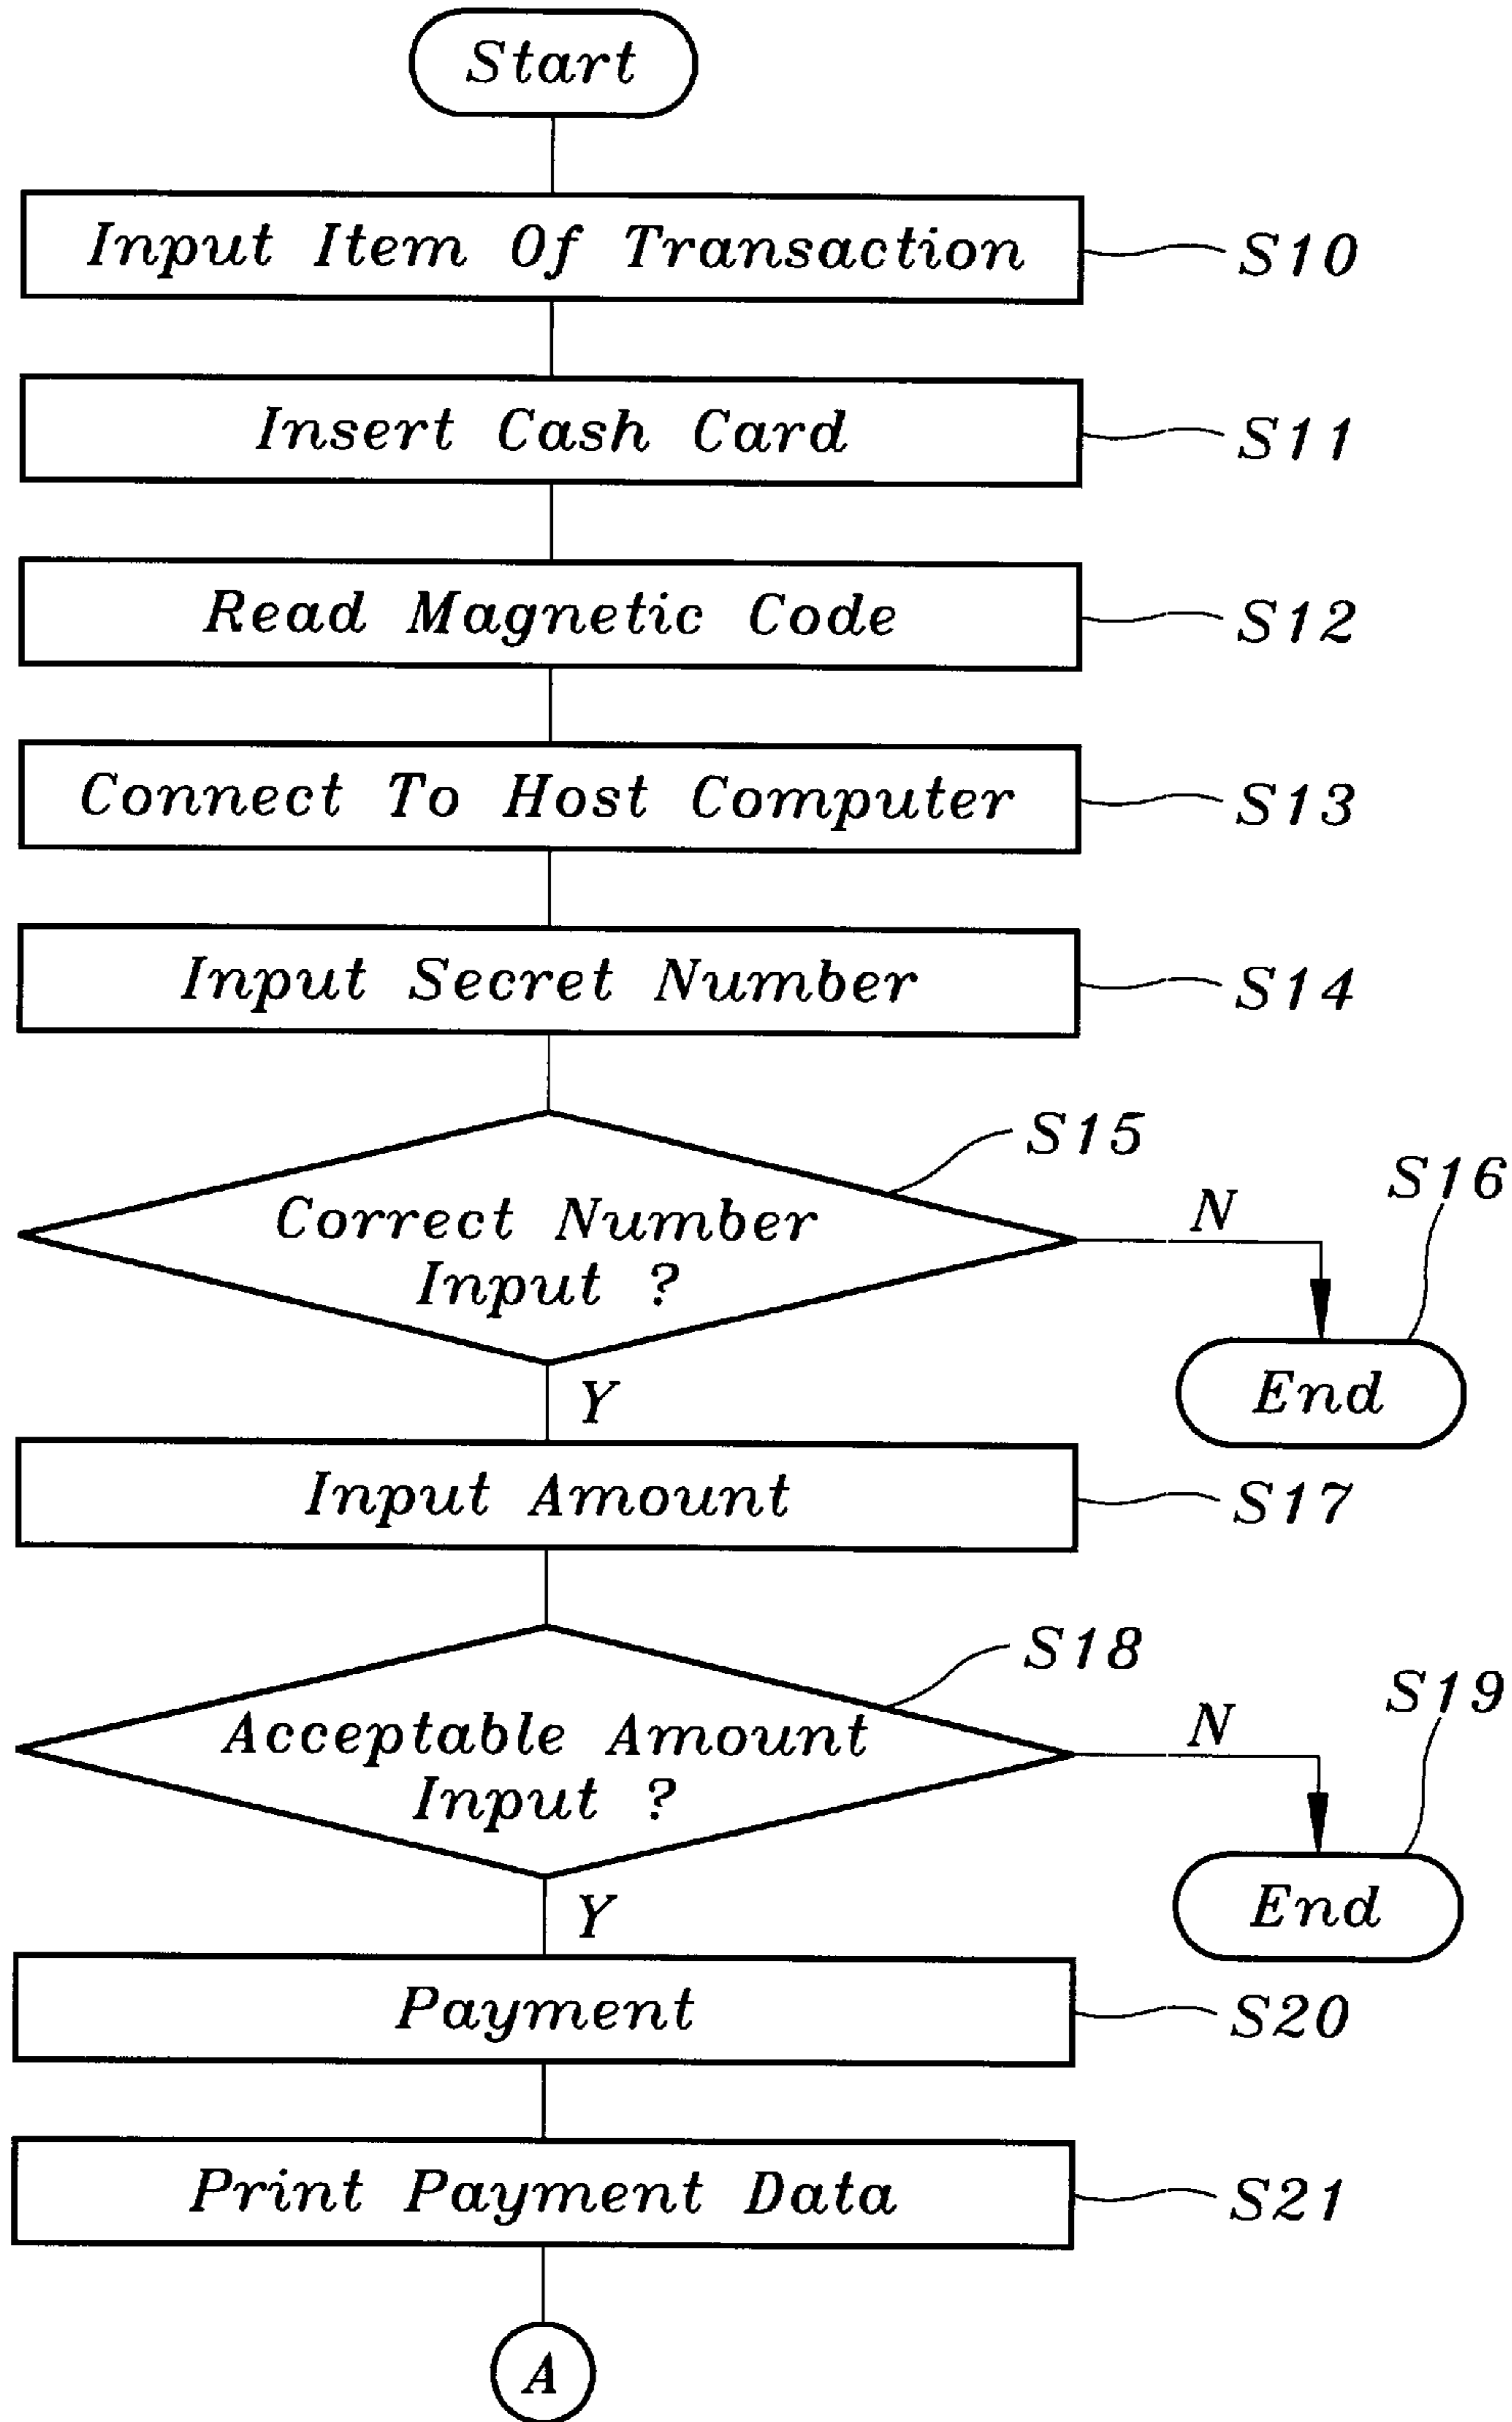 Start
Input Item Of Transaction
S10
Insert Cash Card
S11
Read Magnetic Code
S12
Connect To Host Computer
S13
Input Secret Number
S14
S15
S16
Correct Number
Input ?
N
End
Y
Input Amount
S17
S18
S19
Acceptable Amount
Input ?
N
End
Y
Payment
S20
Print Payment Data
S21
A